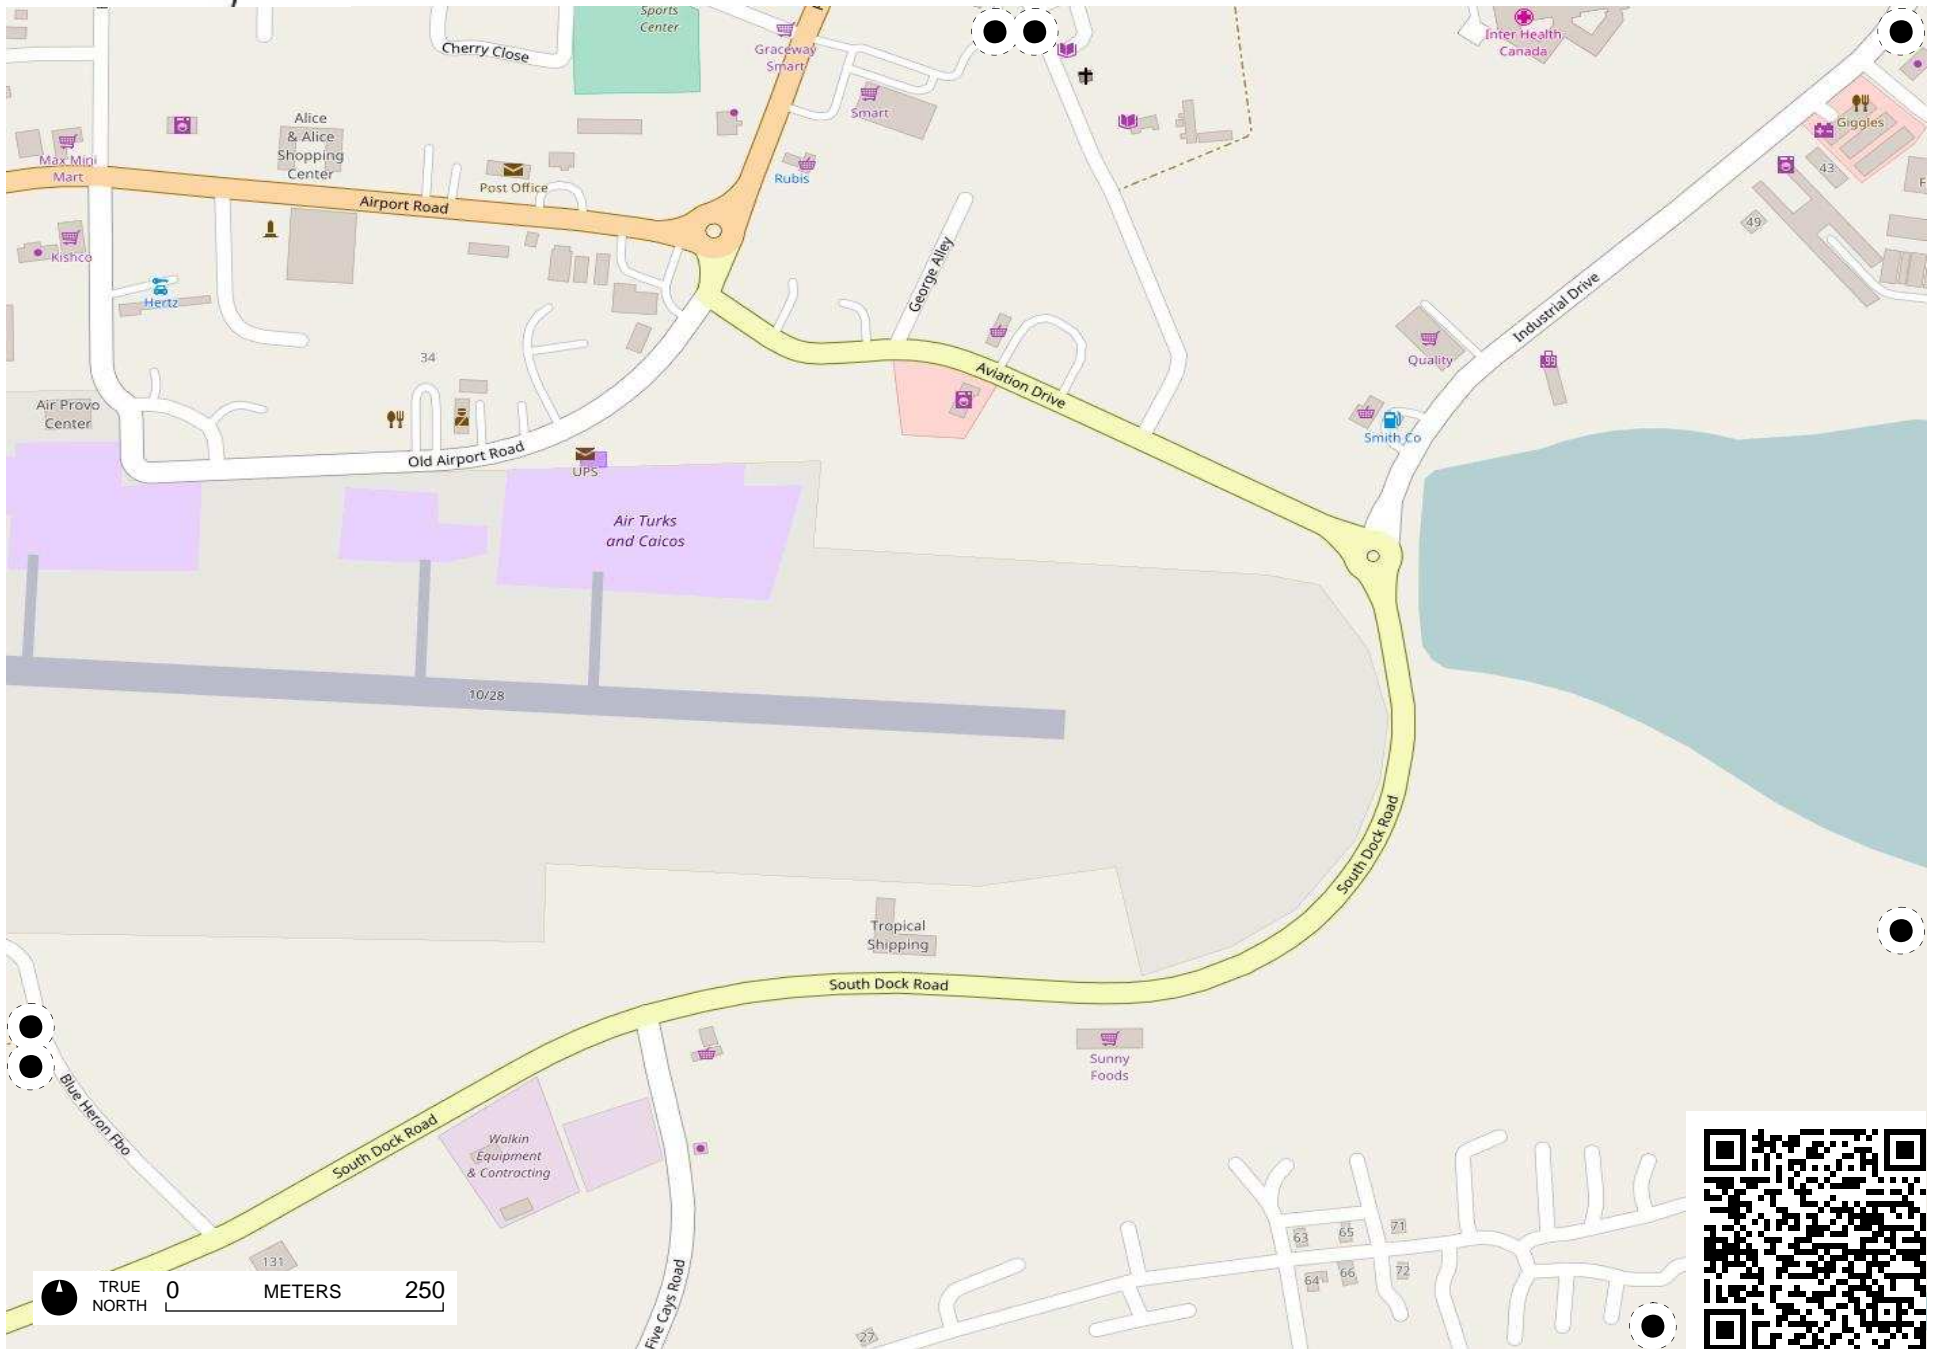 Sports
Center
Cherry Close
Graceway
Smart
Inter Health
Canada
Smart
Giggles
Alice
& Alice
Shopping
Center
Max Mini
Mart
Post Office
Rubis
43
49
F
Airport Road
Kishco
Hertz
George Alley
Industrial Drive
Quality
34
Aviation Drive
Air Provo
Center
Smith Co
Old Airport Road
UPS
Air Turks
and Caicos
10/28
South Dock Road
Tropical
Shipping
South Dock Road
Sunny
Foods
Blue Heron Fbo
South Dock Road
Walkin
Equipment
& Contracting
63
65
71
131
64
66
72
Five Cays Road
27
TRUE
NORTH
0 METERS 250